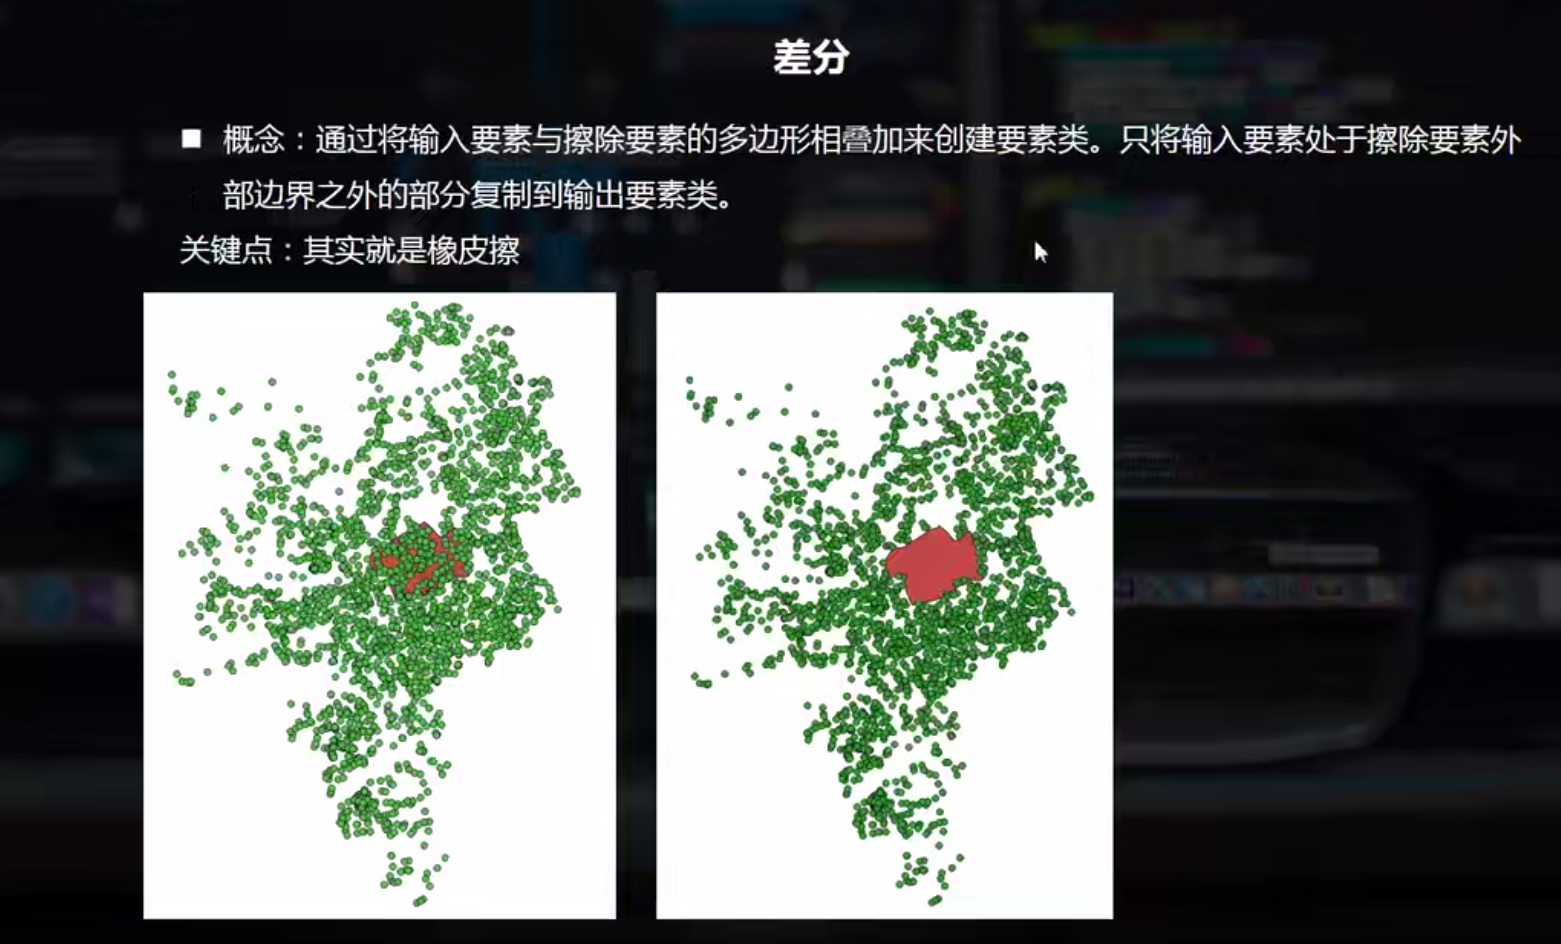 差分
概念：通过将输入要素与擦除要素的多边形相叠加来创建要素类。只将输入要素处于擦除要素外
部边界之外的部分复制到输出要素类。
关键点：其实就是橡皮擦